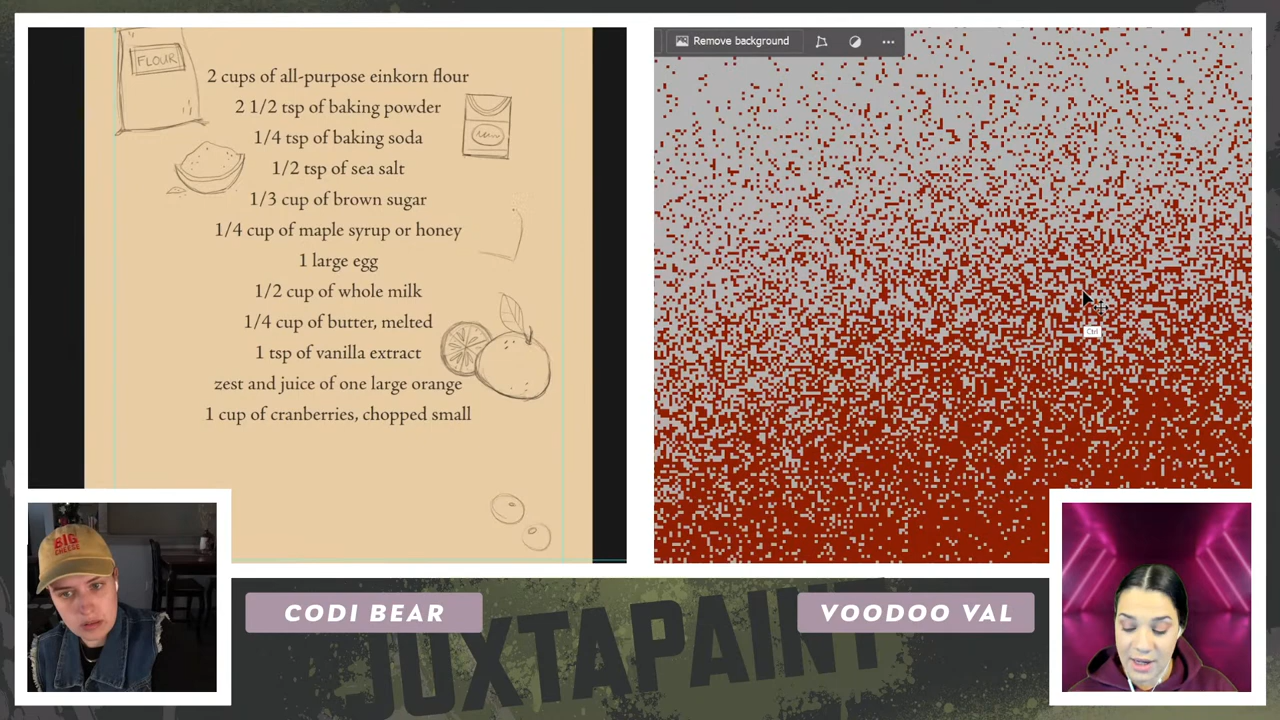 FLOUR
2 cups of all-purpose einkorn flour
2 1/2 tsp of baking powder
1/4 tsp of baking soda
1/2 tsp of sea salt
1/3 cup of brown sugar
1/4 cup of maple syrup or honey
1 large egg
1/2 cup of whole milk
1/4 cup of butter, melted
1 tsp of vanilla extract
zest and juice of one large orange
1 cup of cranberries, chopped small
Remove background
Ctrl
BIG
CHEESE
CODI BEAR
VOODOO VAL
JUXTAPAINT